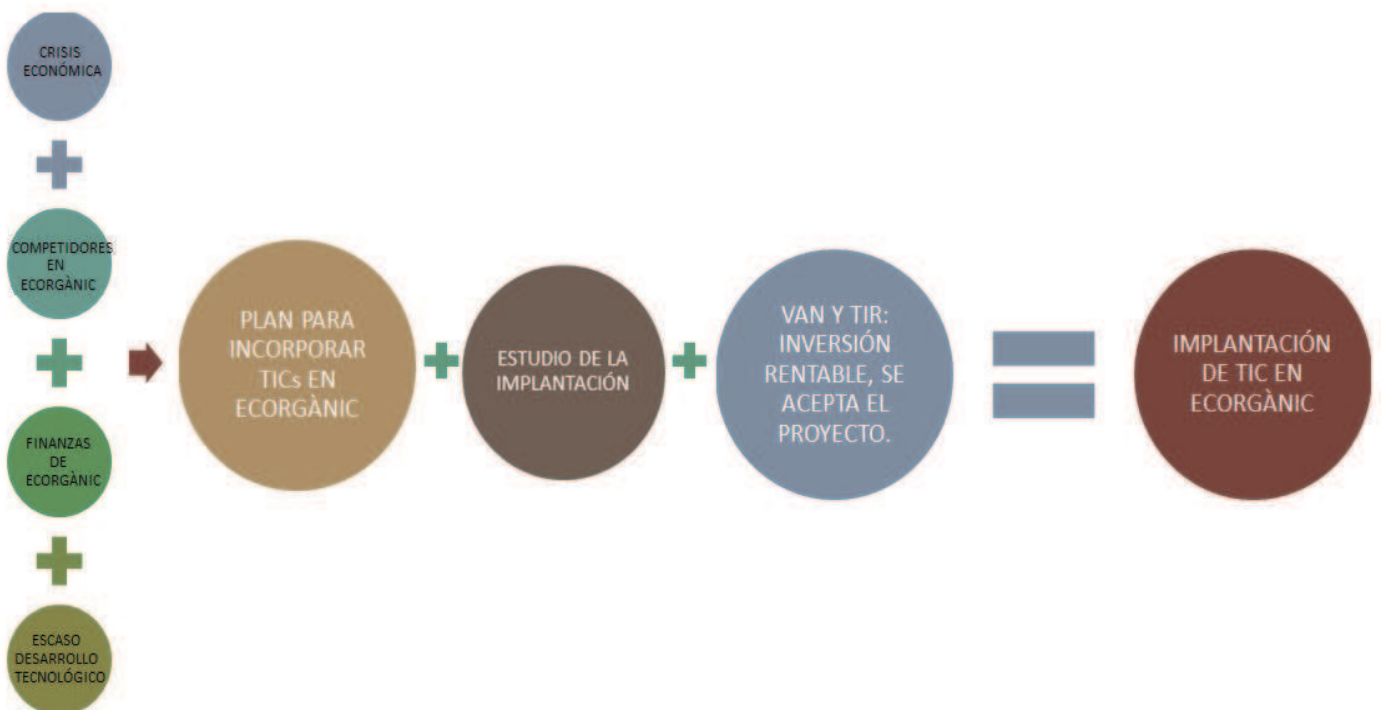 CRISIS
ECONÓMICA
COMPETIDORES
EN
ECORGÀNIC
FINANZAS
DE
ECORGÀNIC
ESCASO
DESARROLLO
TECNOLÓGICO
PLAN PARA
INCORPORAR
TICs EN
ECORGÀNIC
ESTUDIO DE LA
IMPLANTACIÓN
VAN Y TIR:
INVERSIÓN
RENTABLE, SE
ACEPTA EL
PROYECTO.
IMPLANTACIÓN
DE TIC EN
ECORGÀNIC